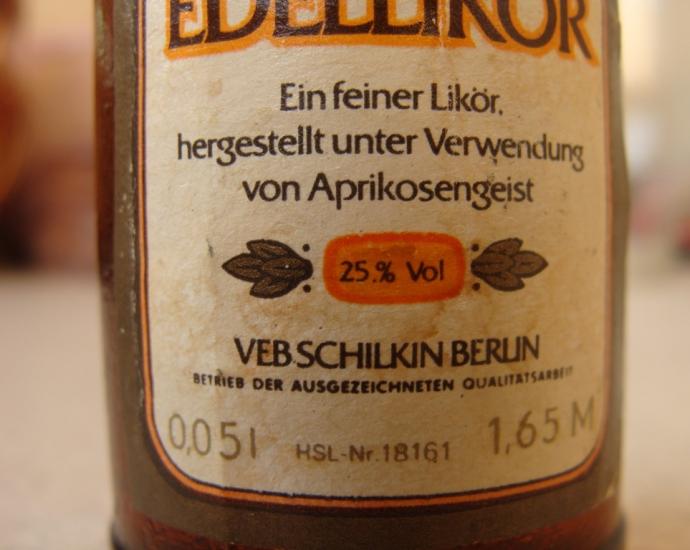 EDELLIKÖR
Ein feiner Likör,
hergestellt unter Verwendung
von Aprikosengeist
25.% Vol
VEB SCHILKIN BERLIN
BETRIEB DER AUSGEZEICHNETEN QUALITÄTSARBEIT
0,05 l HSL-Nr. 18161 1,65 M